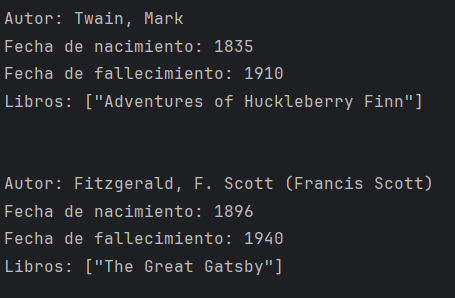 Autor: Twain, Mark
Fecha de nacimiento: 1835
Fecha de fallecimiento: 1910
Libros: ["Adventures of Huckleberry Finn"]
Autor: Fitzgerald, F. Scott (Francis Scott)
Fecha de nacimiento: 1896
Fecha de fallecimiento: 1940
Libros: ["The Great Gatsby"]